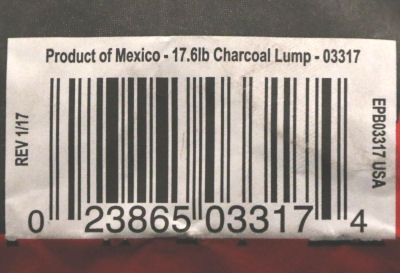 Product of Mexico - 17.6lb Charcoal Lump - 03317
REV 1/17
EPB03317 USA
0 23865 03317 4